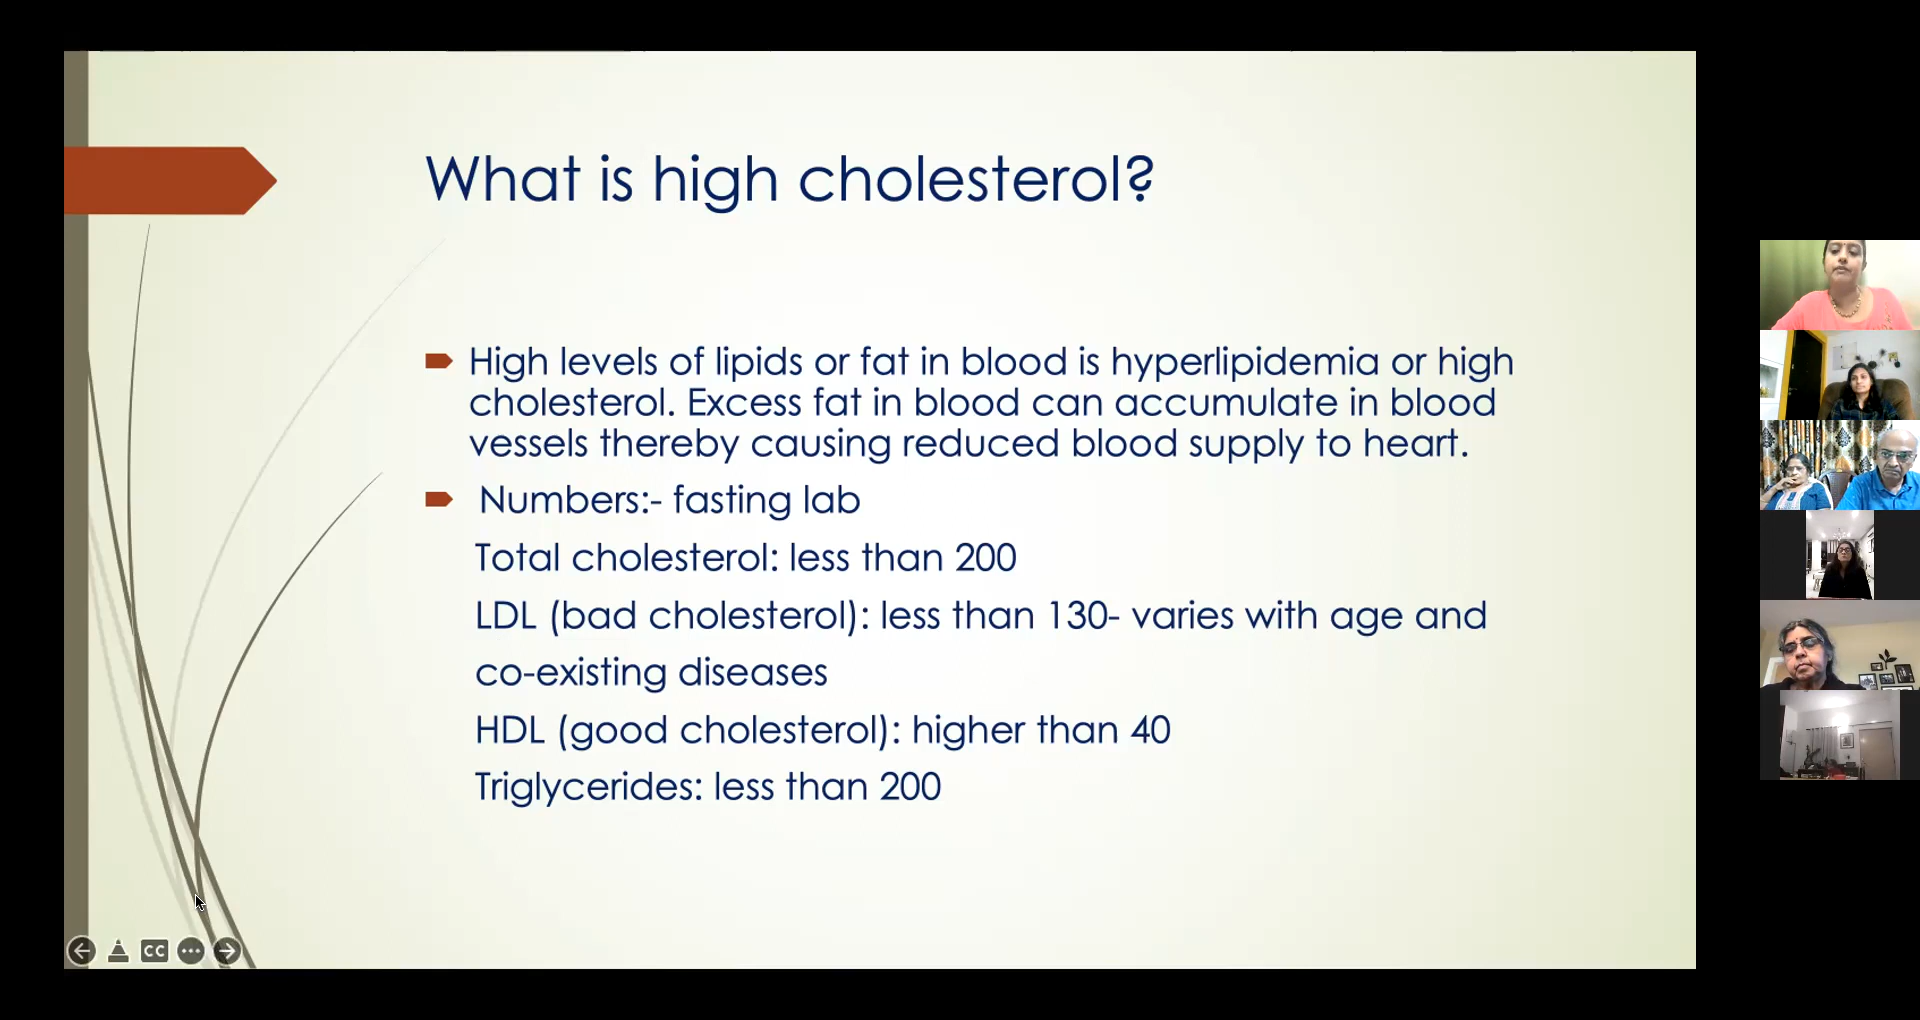 What is high cholesterol?
High levels of lipids or fat in blood is hyperlipidemia or high
cholesterol. Excess fat in blood can accumulate in blood
vessels thereby causing reduced blood supply to heart.
Numbers:- fasting lab
Total cholesterol: less than 200
LDL (bad cholesterol): less than 130- varies with age and
co-existing diseases
HDL (good cholesterol): higher than 40
Triglycerides: less than 200
CC